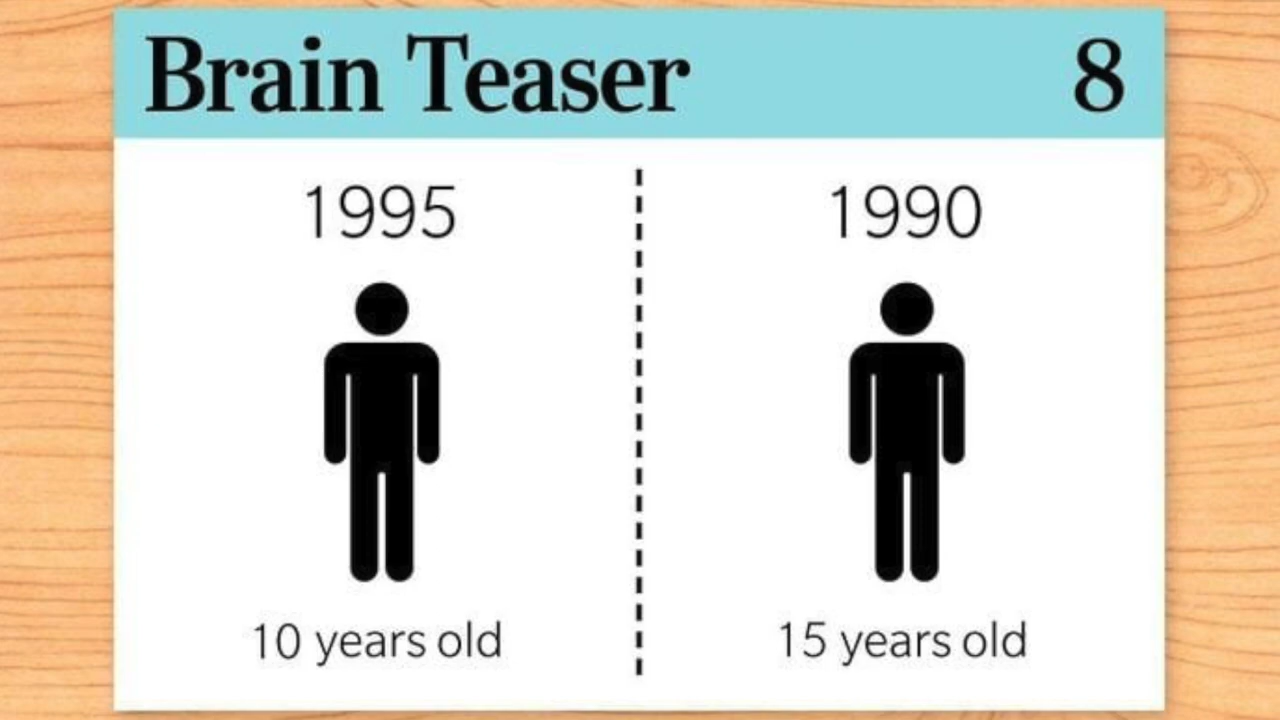 Brain Teaser 8
1995
10 years old
1990
15 years old